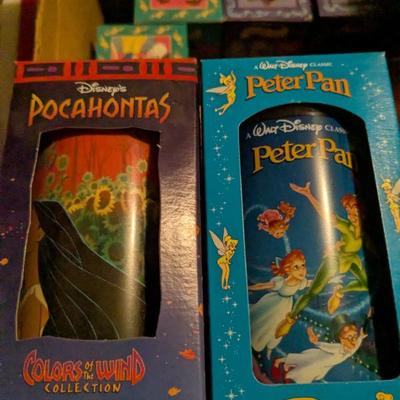 Disney's
POCAHONTAS
COLORS OF THE WIND
COLLECTION
A WALT DISNEY CLASSIC
Peter Pan
A WALT DISNEY CLASSIC
Peter Pan